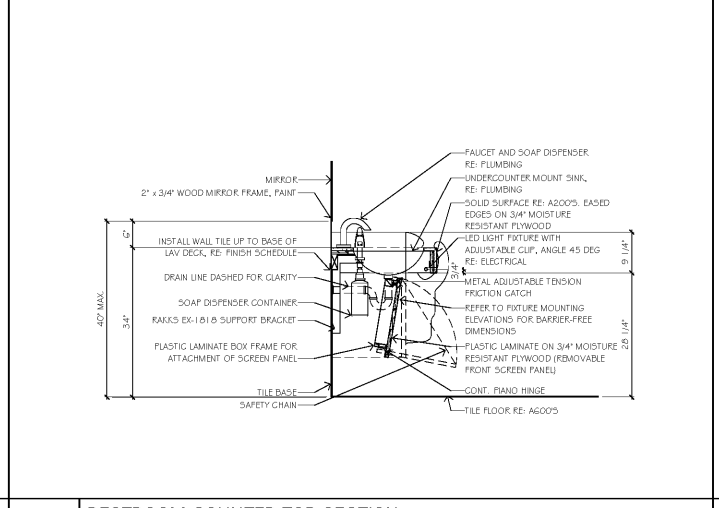 FAUCET AND SOAP DISPENSER
RE: PLUMBING
UNDERCOUNTER MOUNT SINK,
RE: PLUMBING
SOLID SURFACE RE: A200'S. EASED
EDGES ON 3/4" MOISTURE
RESISTANT PLYWOOD
LED LIGHT FIXTURE WITH
ADJUSTABLE CLIP, ANGLE 45 DEG
RE: ELECTRICAL
METAL ADJUSTABLE TENSION
FRICTION CATCH
REFER TO FIXTURE MOUNTING
ELEVATIONS FOR BARRIER-FREE
DIMENSIONS
PLASTIC LAMINATE ON 3/4" MOISTURE
RESISTANT PLYWOOD (REMOVABLE
FRONT SCREEN PANEL)
CONT. PIANO HINGE
TILE FLOOR RE: A600'S
MIRROR
2" x 3/4" WOOD MIRROR FRAME, PAINT
INSTALL WALL TILE UP TO BASE OF
LAV DECK, RE: FINISH SCHEDULE
DRAIN LINE DASHED FOR CLARITY
SOAP DISPENSER CONTAINER
RAKKS EX-1818 SUPPORT BRACKET
PLASTIC LAMINATE BOX FRAME FOR
ATTACHMENT OF SCREEN PANEL
TILE BASE
SAFETY CHAIN
40" MAX.
6"
34"
3/4"
9 1/4"
28 1/4"
RESTROOM COUNTER TOP SECTION